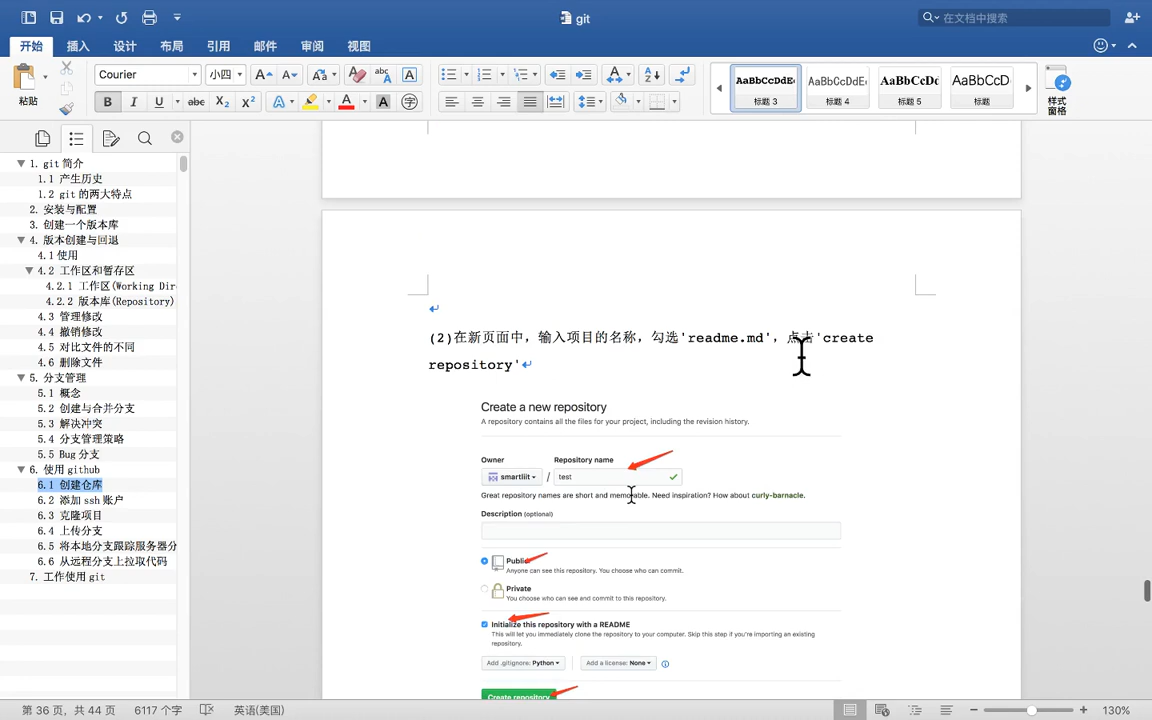 git
在文档中搜索
开始 插入 设计 布局 引用 邮件 审阅 视图
粘贴
Courier 小四
AaBbCcDdE AaBbCcDdE AaBbCcDc AaBbCcD
标题 3 标题 4 标题 5 标题
样式
窗格
1. git 简介
1.1 产生历史
1.2 git 的两大特点
2. 安装与配置
3. 创建一个版本库
4. 版本创建与回退
4.1 使用
4.2 工作区和暂存区
4.2.1 工作区(Working Dir
4.2.2 版本库(Repository)
4.3 管理修改
4.4 撤销修改
4.5 对比文件的不同
4.6 删除文件
5. 分支管理
5.1 概念
5.2 创建与合并分支
5.3 解决冲突
5.4 分支管理策略
5.5 Bug 分支
6. 使用 github
6.1 创建仓库
6.2 添加 ssh 账户
6.3 克隆项目
6.4 上传分支
6.5 将本地分支跟踪服务器分
6.6 从远程分支上拉取代码
7. 工作使用 git
(2)在新页面中，输入项目的名称，勾选'readme.md'，点击'create
repository'
Create a new repository
A repository contains all the files for your project, including the revision history.
Owner Repository name
smartliit / test
Great repository names are short and memorable. Need inspiration? How about curly-barnacle.
Description (optional)
Public
Anyone can see this repository. You choose who can commit.
Private
You choose who can see and commit to this repository.
Initialize this repository with a README
This will let you immediately clone the repository to your computer. Skip this step if you're importing an existing
repository.
Add .gitignore: Python Add a license: None
Create repository
第 36 页，共 44 页 6117 个字 英语(美国) 130%